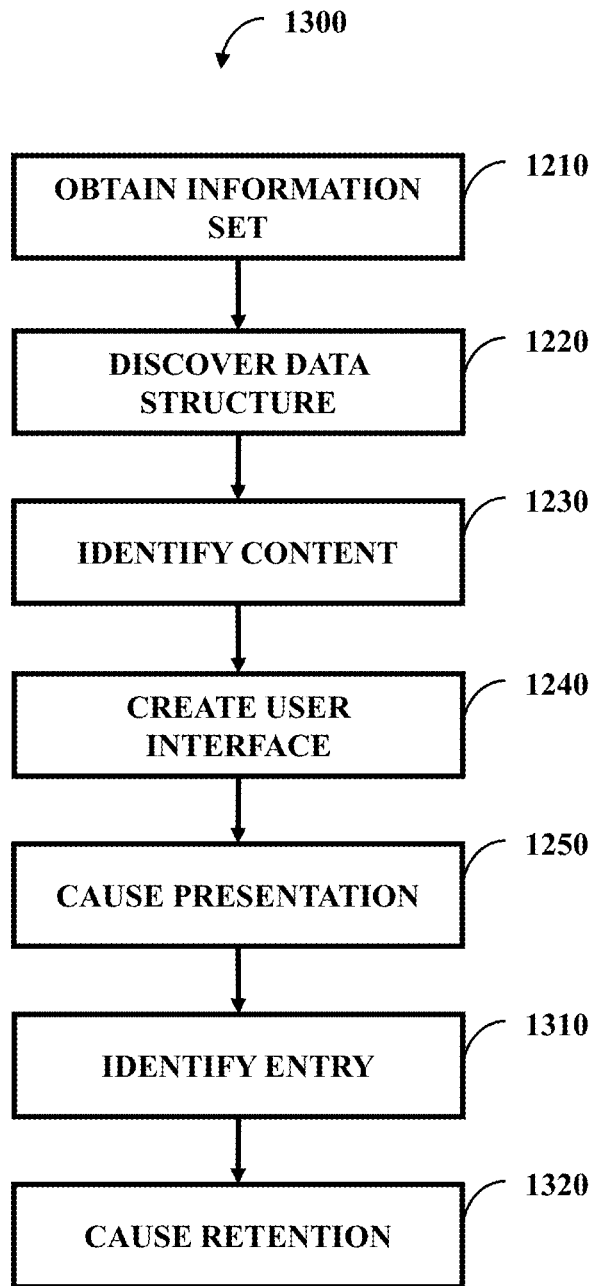 1300
1210
OBTAIN INFORMATION
SET
1220
DISCOVER DATA
STRUCTURE
1230
IDENTIFY CONTENT
1240
CREATE USER
INTERFACE
1250
CAUSE PRESENTATION
1310
IDENTIFY ENTRY
1320
CAUSE RETENTION